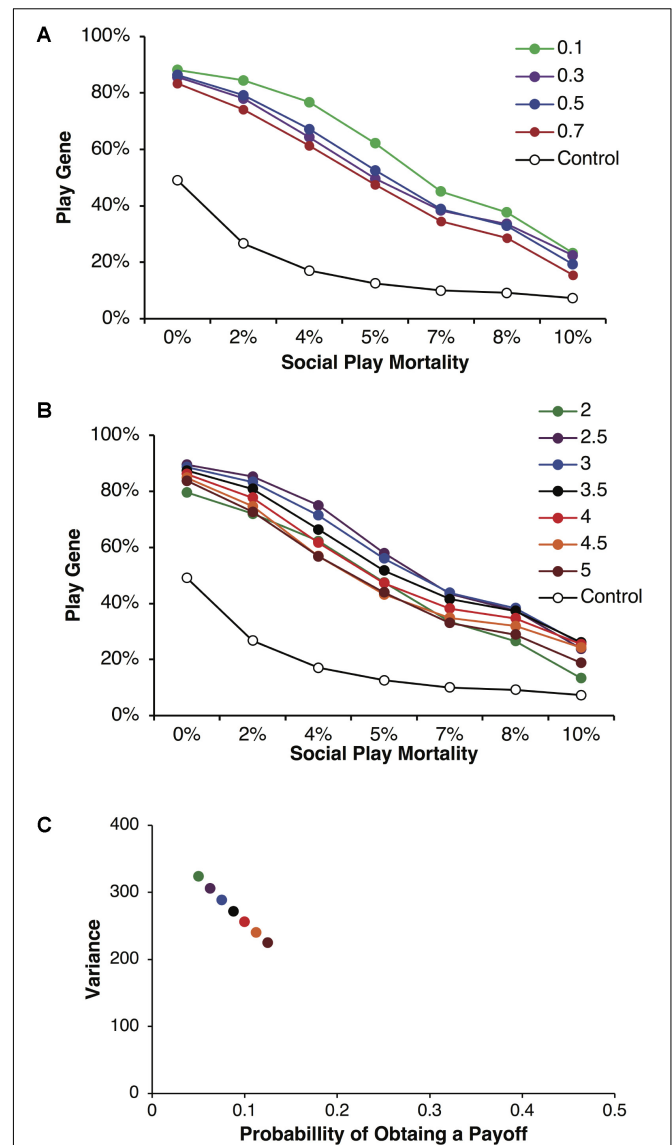 A
100%
80%
60%
40%
20%
0%
Play Gene
0.1
0.3
0.5
0.7
Control
0% 2% 4% 5% 7% 8% 10%
Social Play Mortality
B
100%
80%
60%
40%
20%
0%
Play Gene
2
2.5
3
3.5
4
4.5
5
Control
0% 2% 4% 5% 7% 8% 10%
Social Play Mortality
C
400
300
200
100
0
Variance
0 0.1 0.2 0.3 0.4 0.5
Probabillity of Obtaing a Payoff